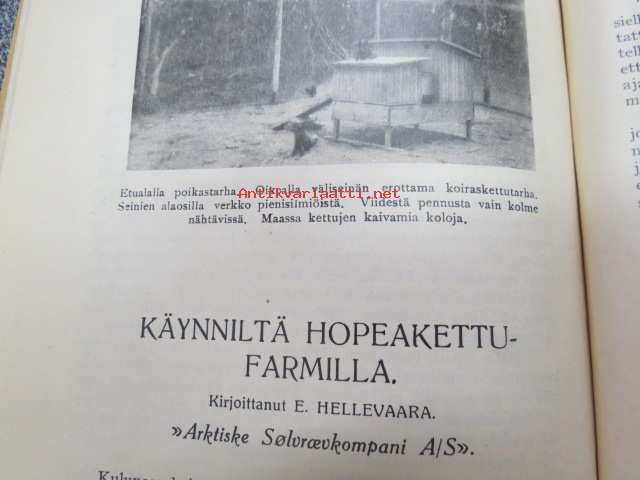 Etualalla poikastarha. Oikealla väliseinän erottama koiraskettutarha.
Seinien alaosilla verkko pienisilmäistä. Viidestä pennusta vain kolme
nähtävissä. Maassa kettujen kaivamia koloja.
Antikvariaatti.net
KÄYNNILTÄ HOPEAKETTU-
FARMILLA.
Kirjoittanut E. HELLEVAARA.
»Arktiske Sølvrævkompani A/S».